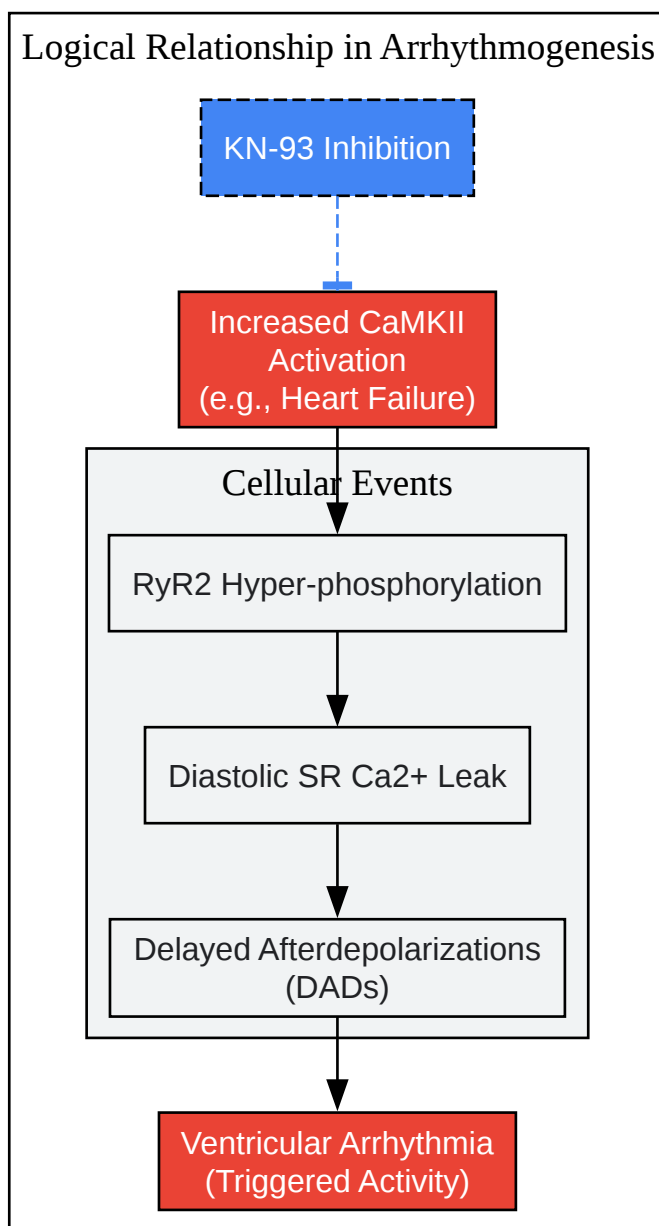 Logical Relationship in Arrhythmogenesis
KN-93 Inhibition
Increased CaMKII
Activation
(e.g., Heart Failure)
Cellular Events
RyR2 Hyper-phosphorylation
Diastolic SR Ca2+ Leak
Delayed Afterdepolarizations
(DADs)
Ventricular Arrhythmia
(Triggered Activity)